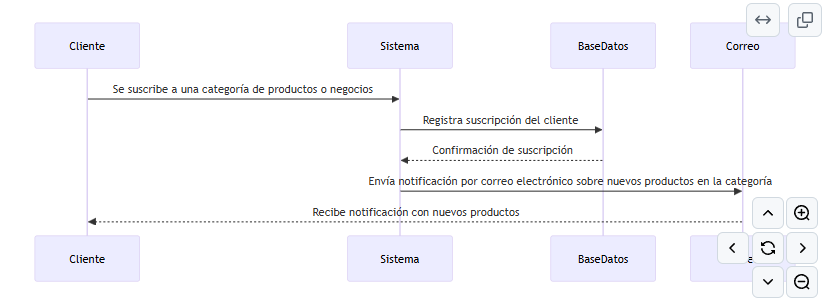 Cliente
Sistema
BaseDatos
Correo
Se suscribe a una categoría de productos o negocios
Registra suscripción del cliente
Confirmación de suscripción
Envía notificación por correo electrónico sobre nuevos productos en la categoría
Recibe notificación con nuevos productos
Cliente
Sistema
BaseDatos